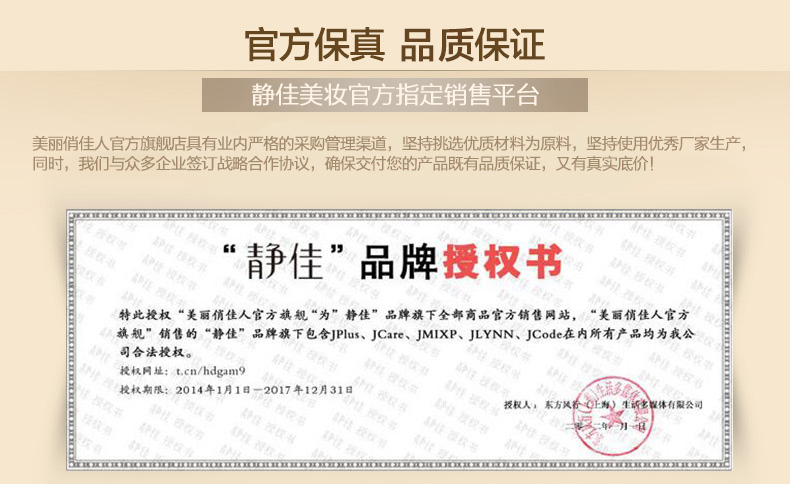 官方保真 品质保证
静佳美妆官方指定销售平台
美丽俏佳人官方旗舰店具有业内严格的采购管理渠道，坚持挑选优质材料为原料，坚持使用优秀厂家生产，
同时，我们与众多企业签订战略合作协议，确保交付您的产品既有品质保证，又有真实底价！
“静佳”品牌授权书
特此授权“美丽俏佳人官方旗舰“为”静佳”品牌旗下全部商品官方销售网站，“美丽俏佳人官方
旗舰”销售的“静佳”品牌旗下包含JPlus、JCare、JMIXP、JLYNN、JCode在内所有产品均为我公
司合法授权。
授权网址：t.cn/hdgam9
授权期限：2014年1月1日—2017年12月31日
授权人： 东方风行（上海）生活多媒体有限公司
二〇一二年一月一日